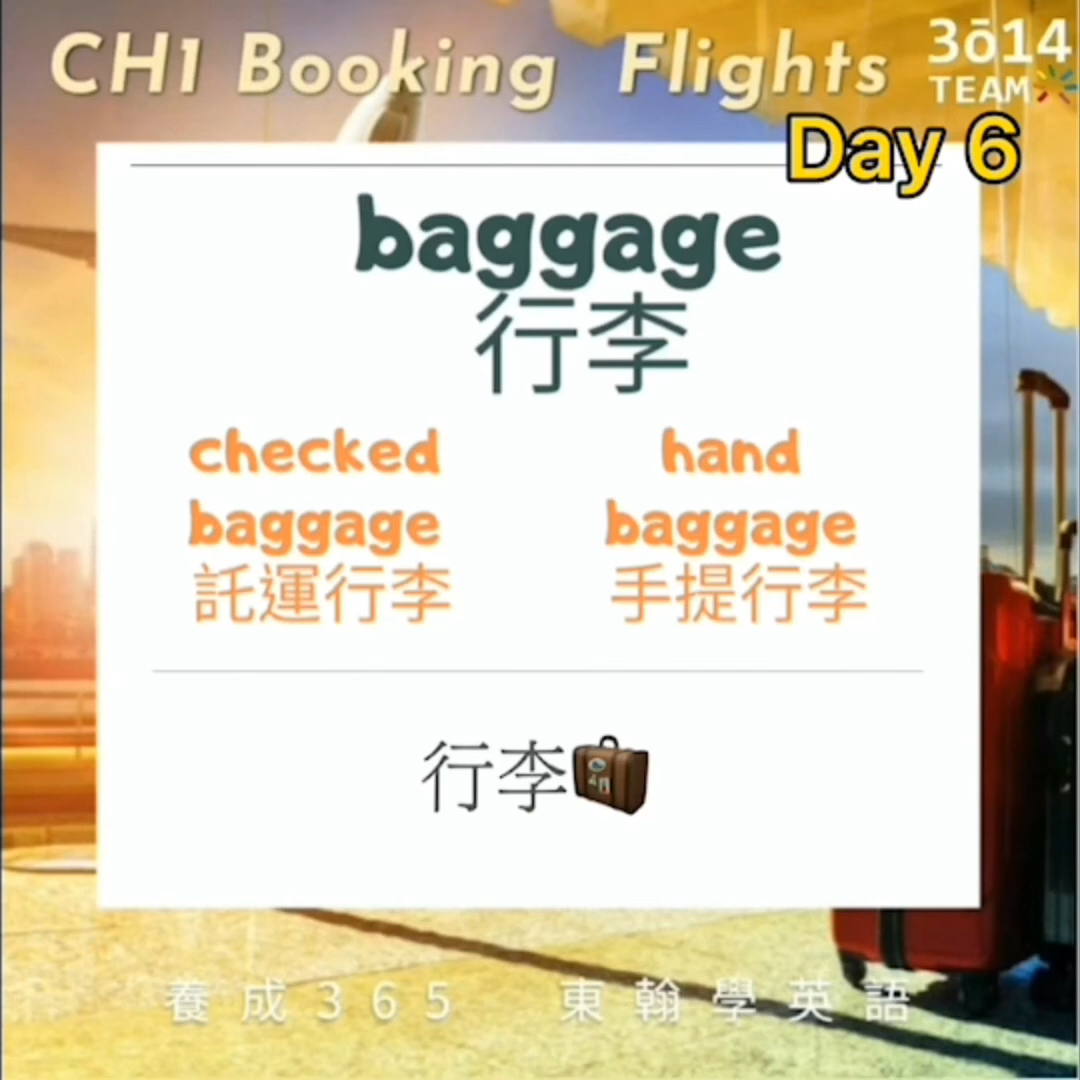 CH1 Booking Flights
3ō14
TEAM
Day 6
baggage
行李
checked
baggage
託運行李
hand
baggage
手提行李
行李
養成365 東翰學英語